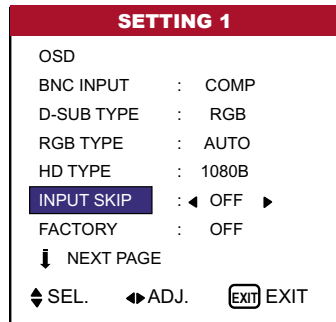 SETTING 1
OSD
BNC INPUT : COMP
D-SUB TYPE : RGB
RGB TYPE : AUTO
HD TYPE : 1080B
INPUT SKIP : OFF
FACTORY : OFF
NEXT PAGE
SEL. ADJ. EXIT EXIT